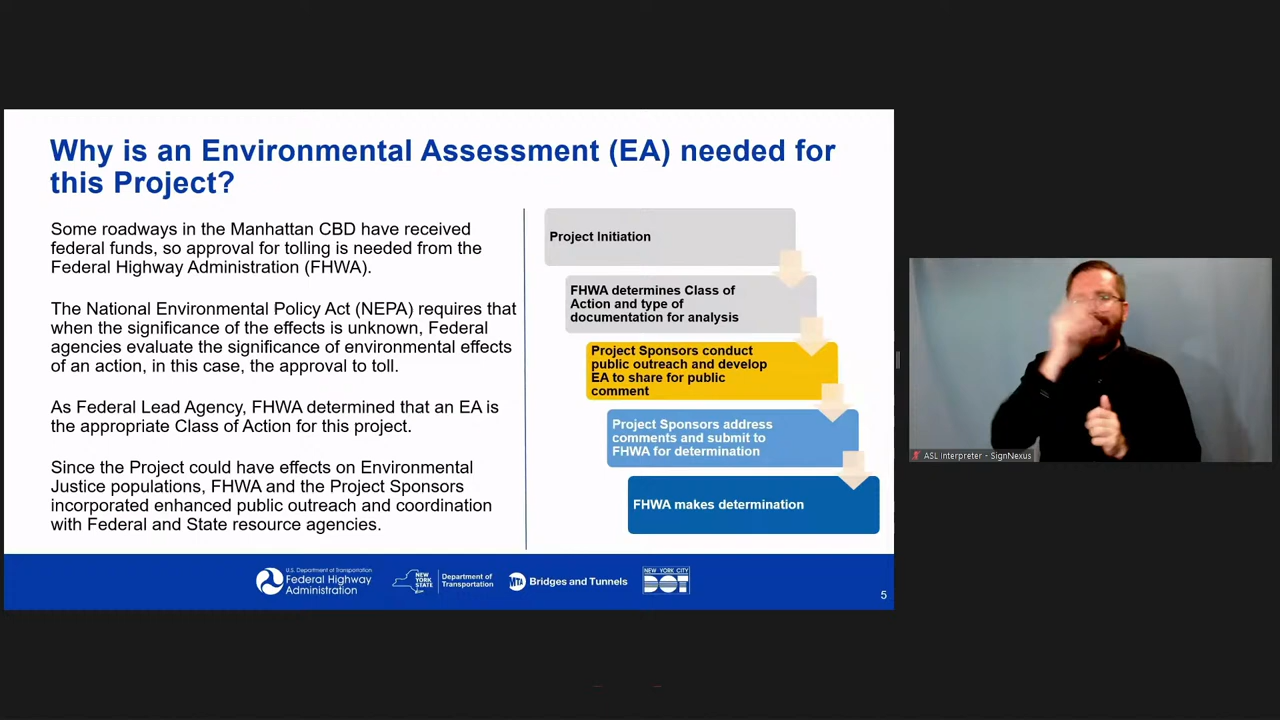 Why is an Environmental Assessment (EA) needed for
this Project?
Some roadways in the Manhattan CBD have received
federal funds, so approval for tolling is needed from the
Federal Highway Administration (FHWA).
The National Environmental Policy Act (NEPA) requires that
when the significance of the effects is unknown, Federal
agencies evaluate the significance of environmental effects
of an action, in this case, the approval to toll.
As Federal Lead Agency, FHWA determined that an EA is
the appropriate Class of Action for this project.
Since the Project could have effects on Environmental
Justice populations, FHWA and the Project Sponsors
incorporated enhanced public outreach and coordination
with Federal and State resource agencies.
Project Initiation
FHWA determines Class of
Action and type of
documentation for analysis
Project Sponsors conduct
public outreach and develop
EA to share for public
comment
Project Sponsors address
comments and submit to
FHWA for determination
FHWA makes determination
U.S. Department of Transportation
Federal Highway
Administration
NEW
YORK
STATE
Department of
Transportation
MTA
Bridges and Tunnels
NEW YORK CITY
DOT
5
ASL Interpreter - SignNexus